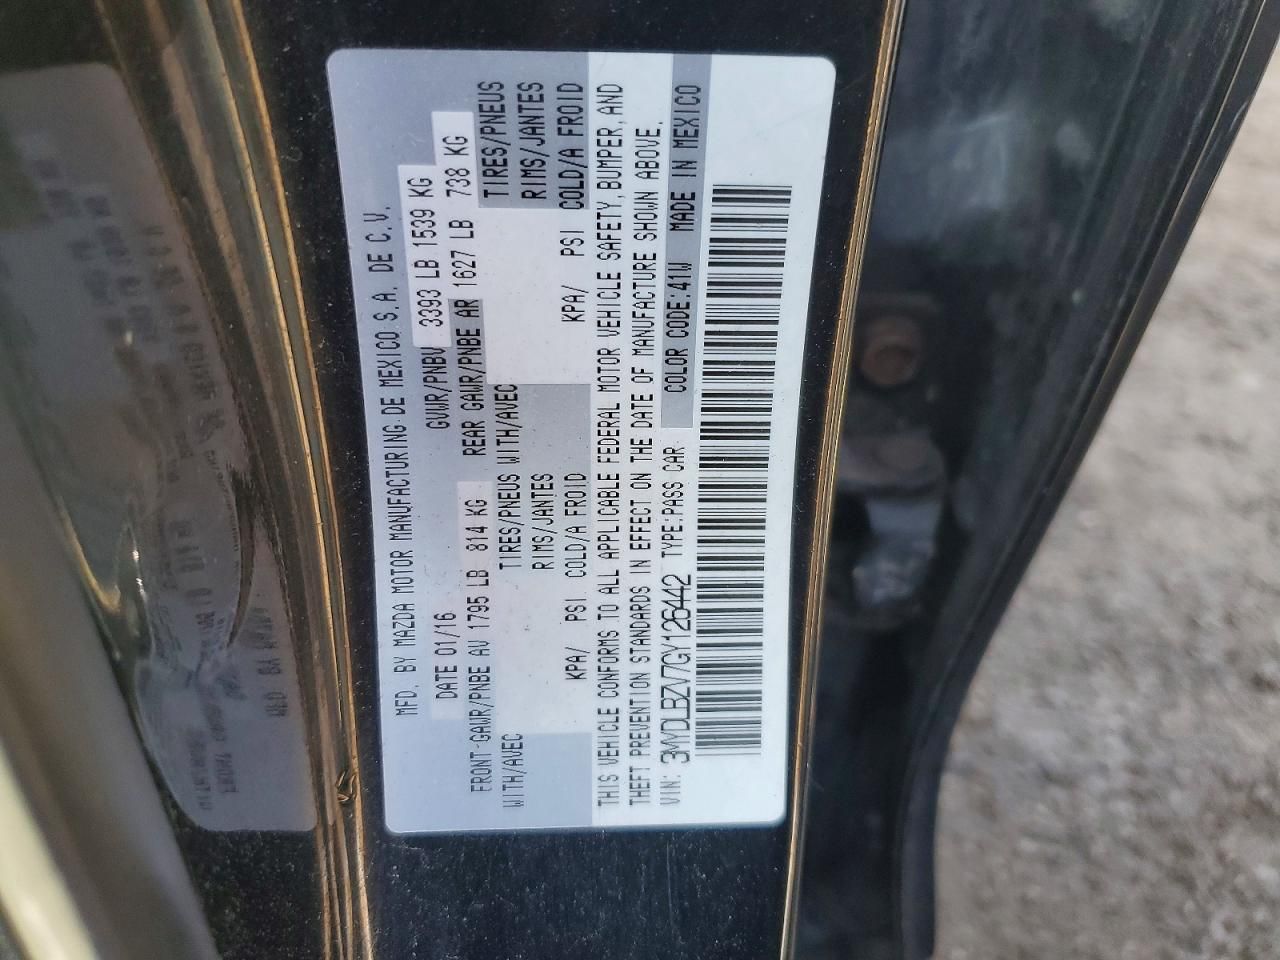 MFD. BY MAZDA MOTOR MANUFACTURING DE MEXICO S.A. DE C.V.
DATE 01/16 GVWR/PNBV 3393 LB 1539 KG
FRONT GAWR/PNBE AV 1795 LB 814 KG REAR GAWR/PNBE AR 1627 LB 738 KG
WITH/AVEC TIRES/PNEUS WITH/AVEC TIRES/PNEUS
RIMS/JANTES RIMS/JANTES
KPA/ PSI COLD/A FROID KPA/ PSI COLD/A FROID
THIS VEHICLE CONFORMS TO ALL APPLICABLE FEDERAL MOTOR VEHICLE SAFETY, BUMPER, AND
THEFT PREVENTION STANDARDS IN EFFECT ON THE DATE OF MANUFACTURE SHOWN ABOVE.
VIN: 3MYDLBZV7GY126442 TYPE:PASS CAR COLOR CODE:41W MADE IN MEXICO